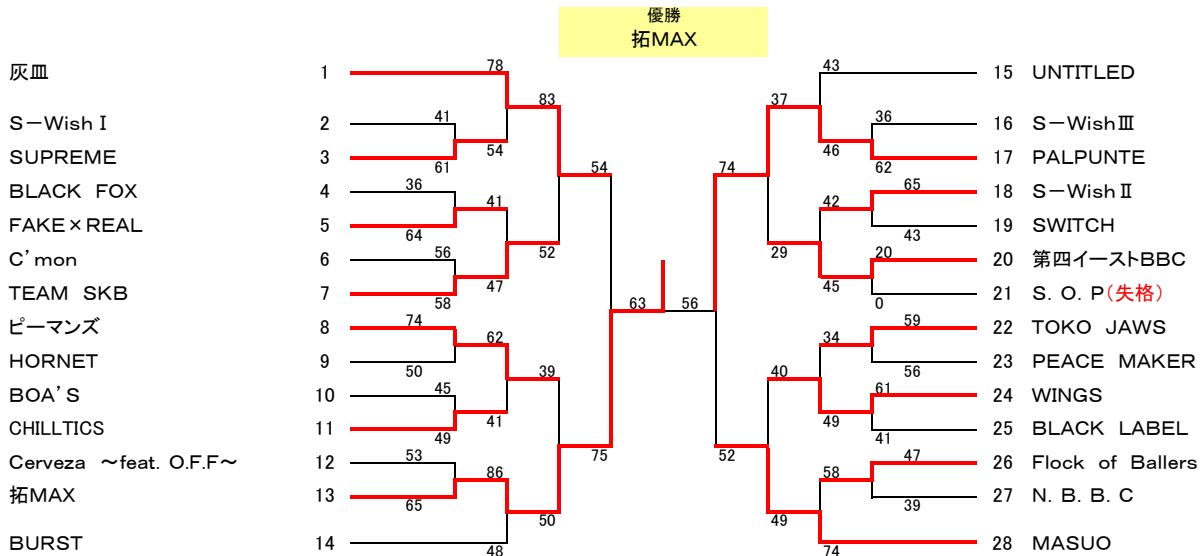 優勝
拓MAX
灰皿 1 78 43 15 UNTITLED
83 37
S－Wish Ⅰ 2 41 36 16 S－WishⅢ
SUPREME 3 61 54 46 62 17 PALPUNTE
54 74
BLACK FOX 4 36 65 18 S－WishⅡ
41 42
FAKE×REAL 5 64 43 19 SWITCH
52 29
C’mon 6 56 20 20 第四イーストBBC
TEAM SKB 7 58 47 45 0 21 S．O．P（失格）
63 56
ピーマンズ 8 74 59 22 TOKO JAWS
62 34
HORNET 9 50 56 23 PEACE MAKER
39 40
BOA’S 10 45 61 24 WINGS
CHILLTICS 11 49 41 49 41 25 BLACK LABEL
75 52
Cerveza ～feat．O.F.F～ 12 53 47 26 Flock of Ballers
86 58
拓MAX 13 65 39 27 N．B．B．C
50 49
BURST 14 48 74 28 MASUO